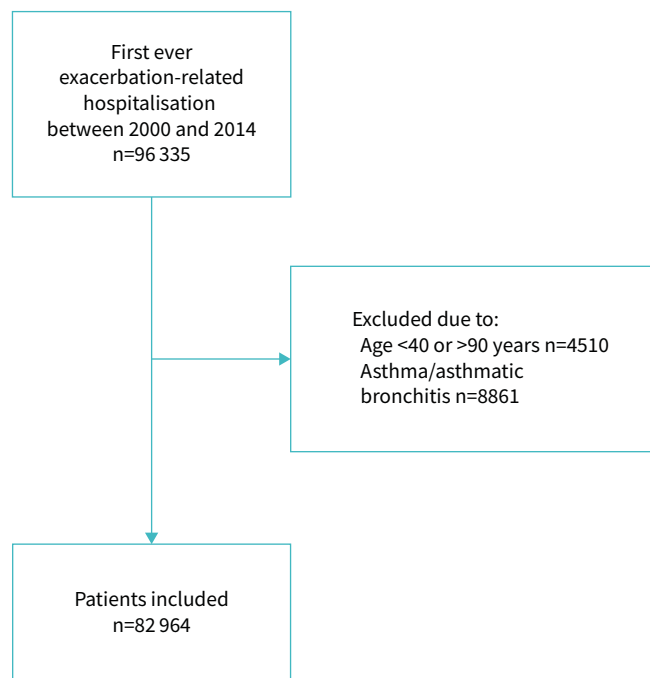 First ever
exacerbation-related
hospitalisation
between 2000 and 2014
n=96 335
Excluded due to:
Age <40 or >90 years n=4510
Asthma/asthmatic
bronchitis n=8861
Patients included
n=82 964